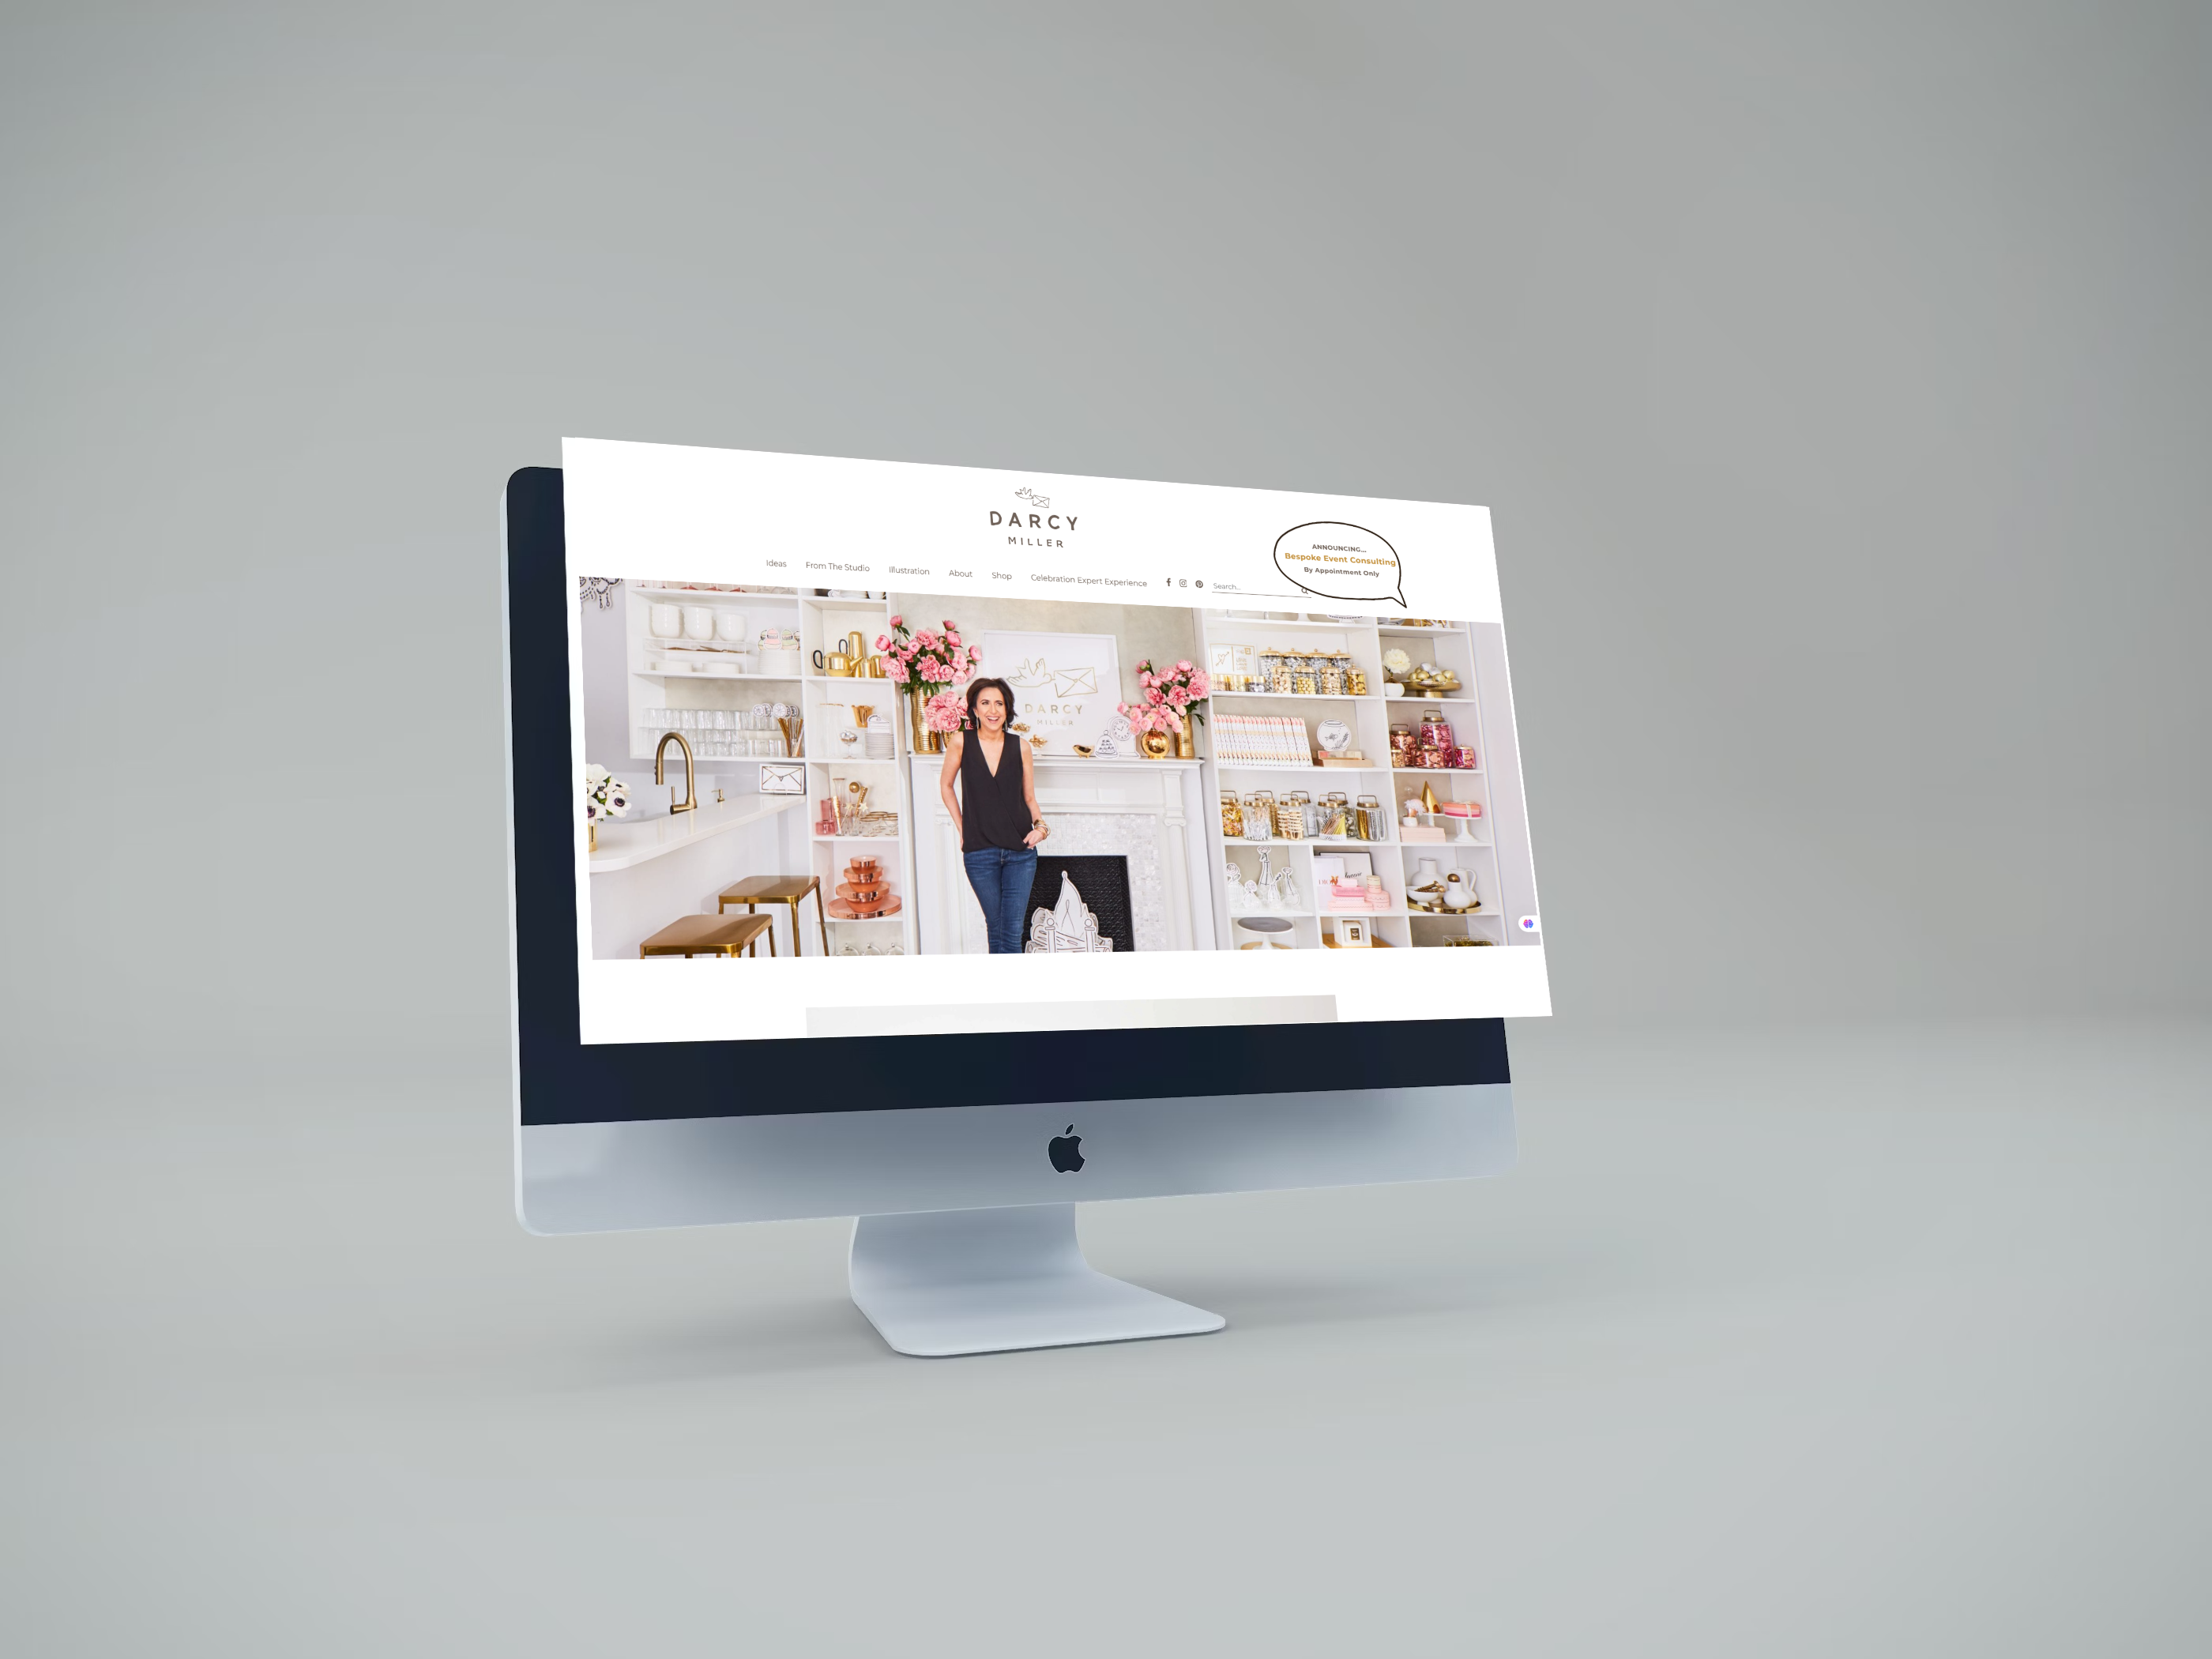 DARCY
MILLER
ANNOUNCING...
Bespoke Event Consulting
By Appointment Only
Ideas From The Studio Illustration About Shop Celebration Expert Experience Search...
DARCY
MILLER